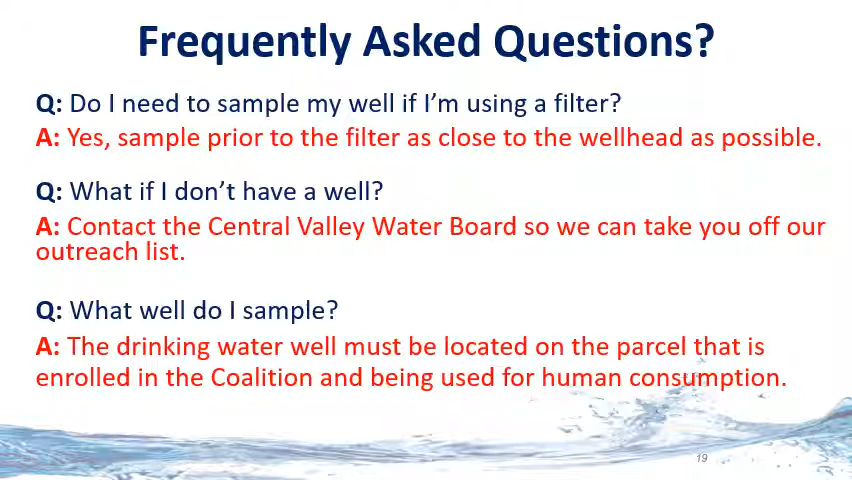 Frequently Asked Questions?
Q: Do I need to sample my well if I’m using a filter?
A: Yes, sample prior to the filter as close to the wellhead as possible.
Q: What if I don’t have a well?
A: Contact the Central Valley Water Board so we can take you off our
outreach list.
Q: What well do I sample?
A: The drinking water well must be located on the parcel that is
enrolled in the Coalition and being used for human consumption.
19